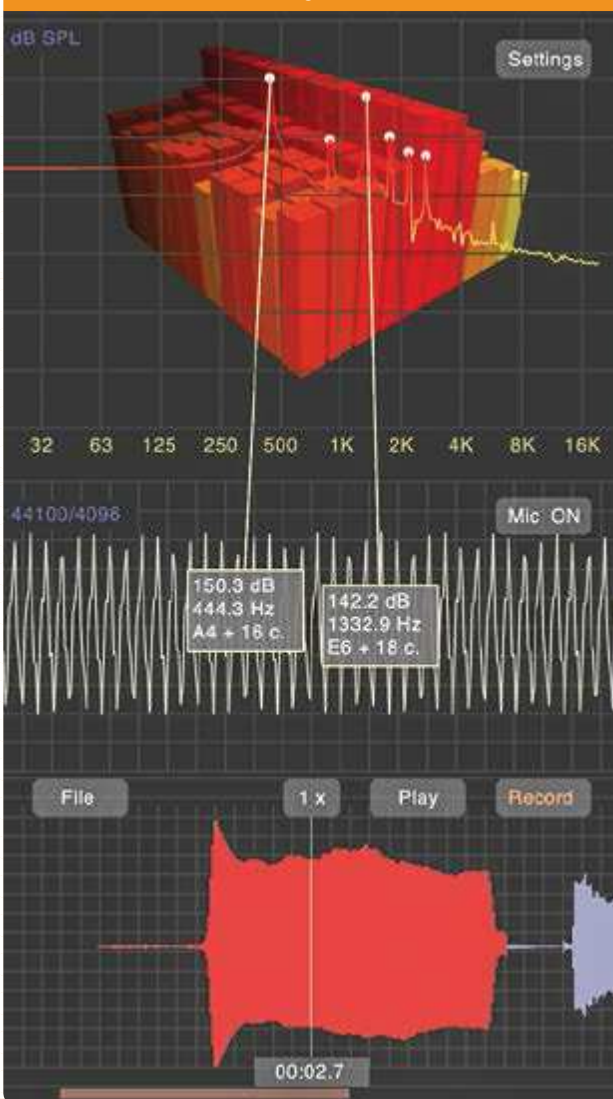 dB SPL
Settings
32 63 125 250 500 1K 2K 4K 8K 16K
44100/4096
Mic ON
150.3 dB
444.3 Hz
A4 + 16 c.
142.2 dB
1332.9 Hz
E6 + 18 c.
File
1 x
Play
Record
00:02.7